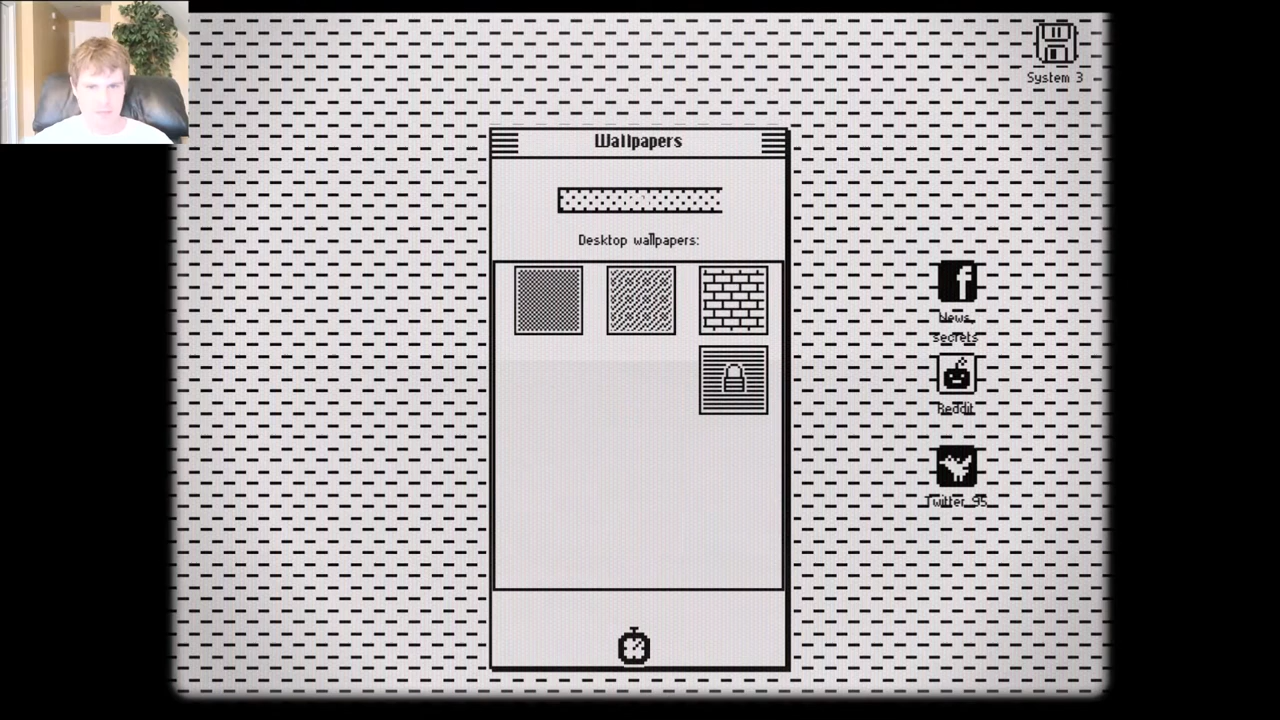 System 3
Wallpapers
Desktop wallpapers:
News,
secrets
Reddit
Twitter 95